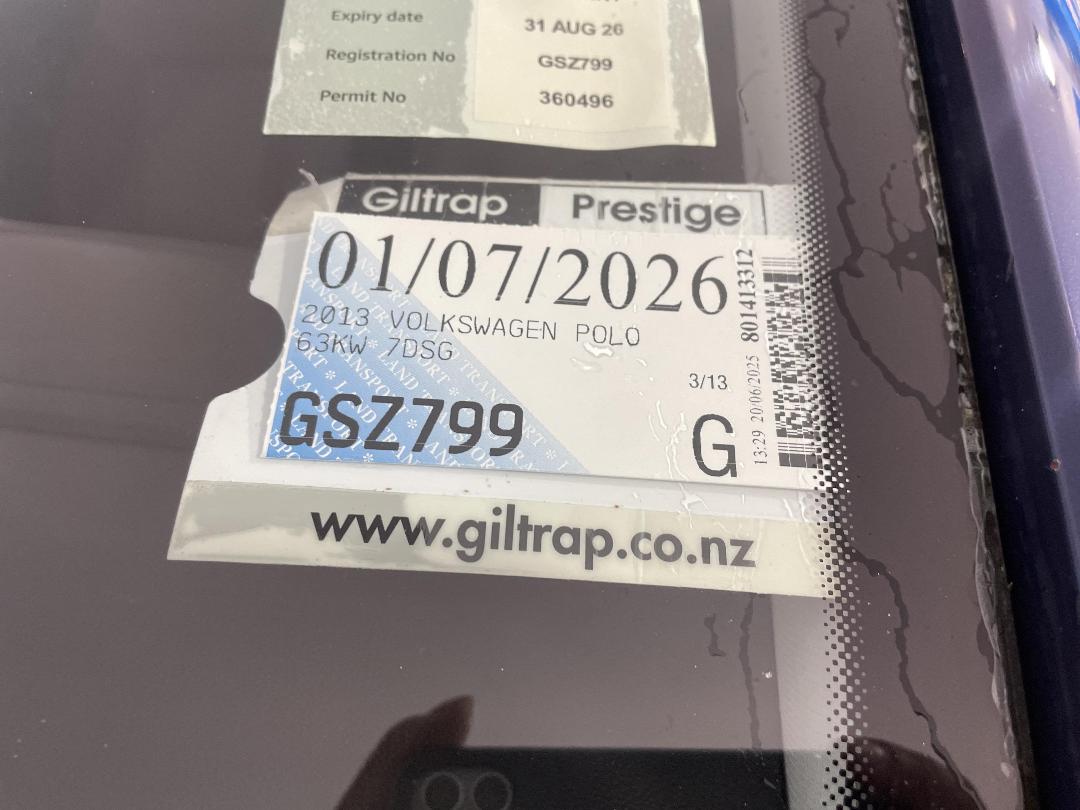 Expiry date 31 AUG 26
Registration No GSZ799
Permit No 360496
Giltrap Prestige
01/07/2026
2013 VOLKSWAGEN POLO
63KW 7DSG
3/13
GSZ799
G
13:29 20/06/2025 801413312
www.giltrap.co.nz